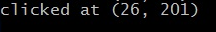 clicked at (26, 201)